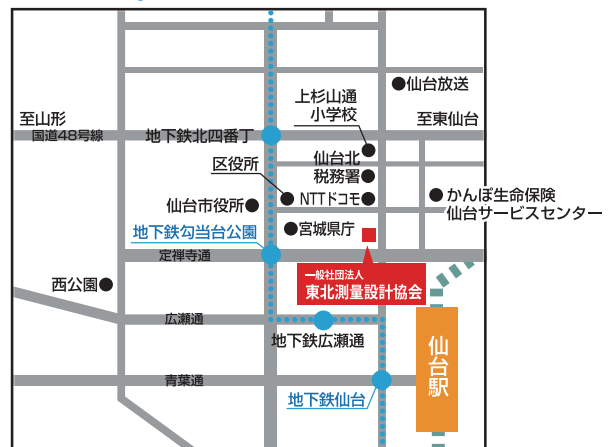 仙台放送
上杉山通
小学校
至山形
国道48号線
地下鉄北四番丁
至東仙台
区役所
仙台北
税務署
NTTドコモ
かんぽ生命保険
仙台サービスセンター
仙台市役所
宮城県庁
地下鉄勾当台公園
定禅寺通
一般社団法人
東北測量設計協会
西公園
広瀬通
地下鉄広瀬通
仙台駅
青葉通
地下鉄仙台